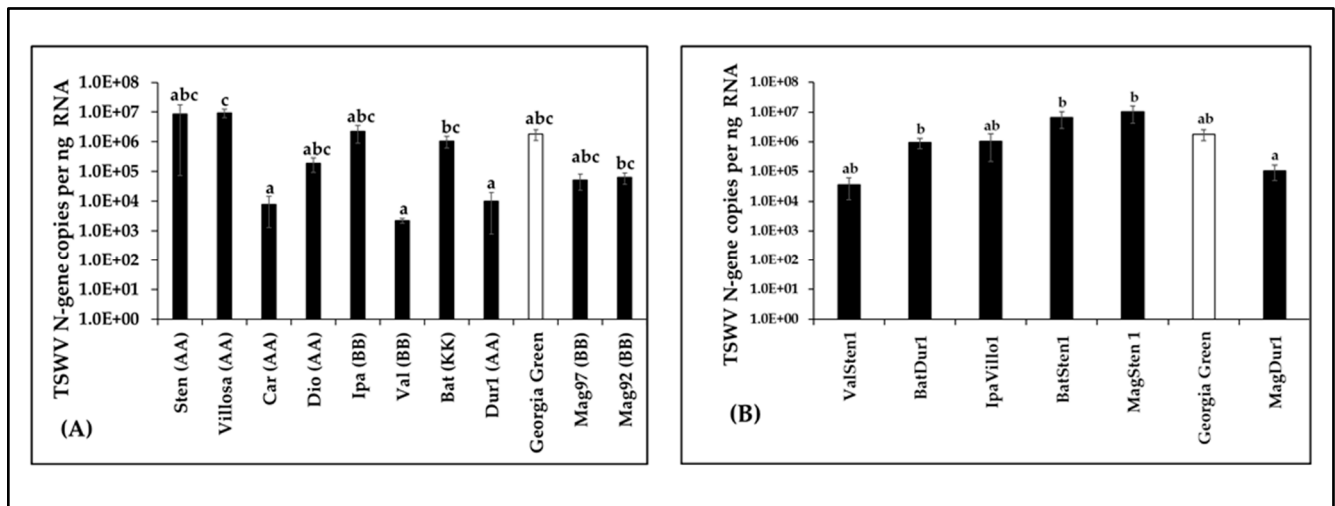 TSWV N-gene copies per ng RNA
1.0E+08
1.0E+07
1.0E+06
1.0E+05
1.0E+04
1.0E+03
1.0E+02
1.0E+01
1.0E+00
abc
c
a
abc
abc
a
bc
a
abc
abc
bc
Sten (AA)
Villosa (AA)
Car (AA)
Dio (AA)
Ipa (BB)
Val (BB)
Bat (KK)
Dur1 (AA)
Georgia Green
Mag97 (BB)
Mag92 (BB)
(A)
TSWV N-gene copies per ng RNA
1.0E+08
1.0E+07
1.0E+06
1.0E+05
1.0E+04
1.0E+03
1.0E+02
1.0E+01
1.0E+00
ab
b
ab
b
b
ab
a
ValSten1
BatDur1
IpaVillo1
BatSten1
MagSten 1
Georgia Green
MagDur1
(B)